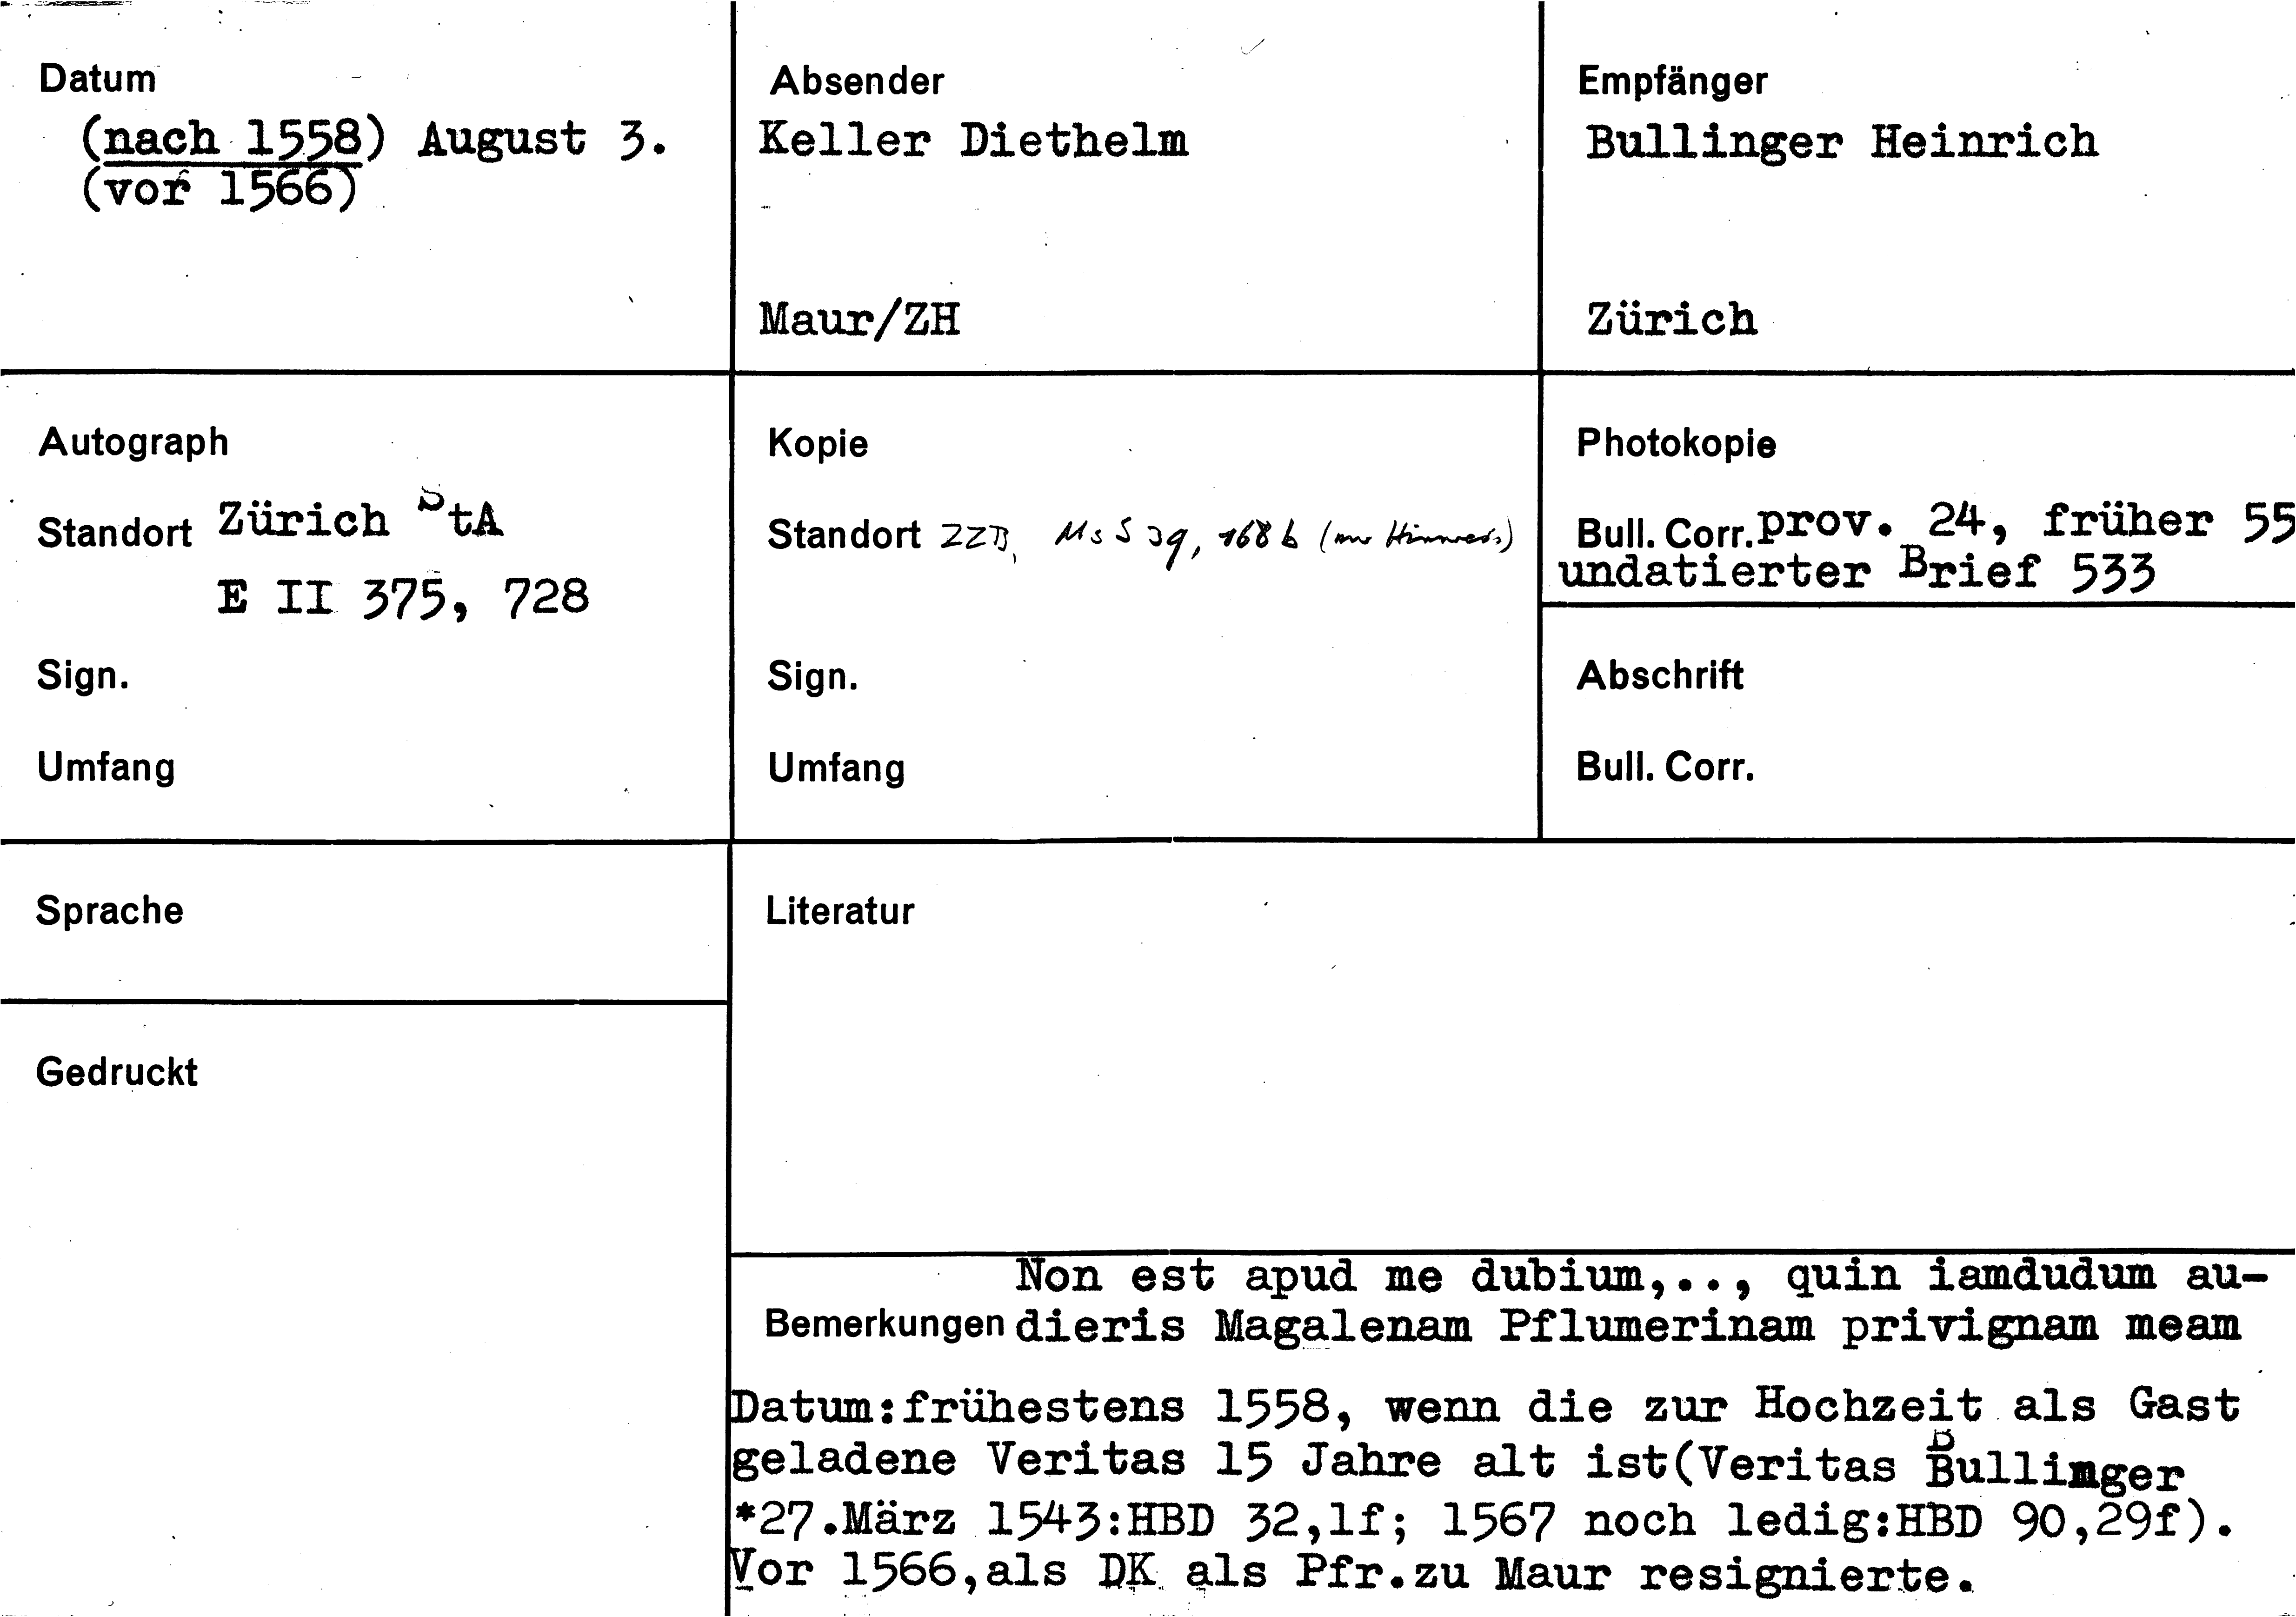 Datum
(nach 1558) August 3.
(vor 1566)
Absender
Keller Diethelm
Maur/ZH
Empfänger
Bullinger Heinrich
Zürich
Autograph
Standort Zürich StA
E II 375, 728
Sign.
Umfang
Kopie
Standort ZZB, Ms S 39, 168 b (nur Hinweis)
Sign.
Umfang
Photokopie
Bull. Corr. prov. 24, früher 55
undatierter Brief 533
Abschrift
Bull. Corr.
Sprache
Gedruckt
Literatur
Non est apud me dubium,.., quin iamdudum au-
Bemerkungen dieris Magalenam Pflumerinam privignam meam
Datum:frühestens 1558, wenn die zur Hochzeit als Gast
geladene Veritas 15 Jahre alt ist(Veritas Bullinger
*27.März 1543:HBD 32,1f; 1567 noch ledig:HBD 90,29f).
Vor 1566,als DK als Pfr.zu Maur resignierte.